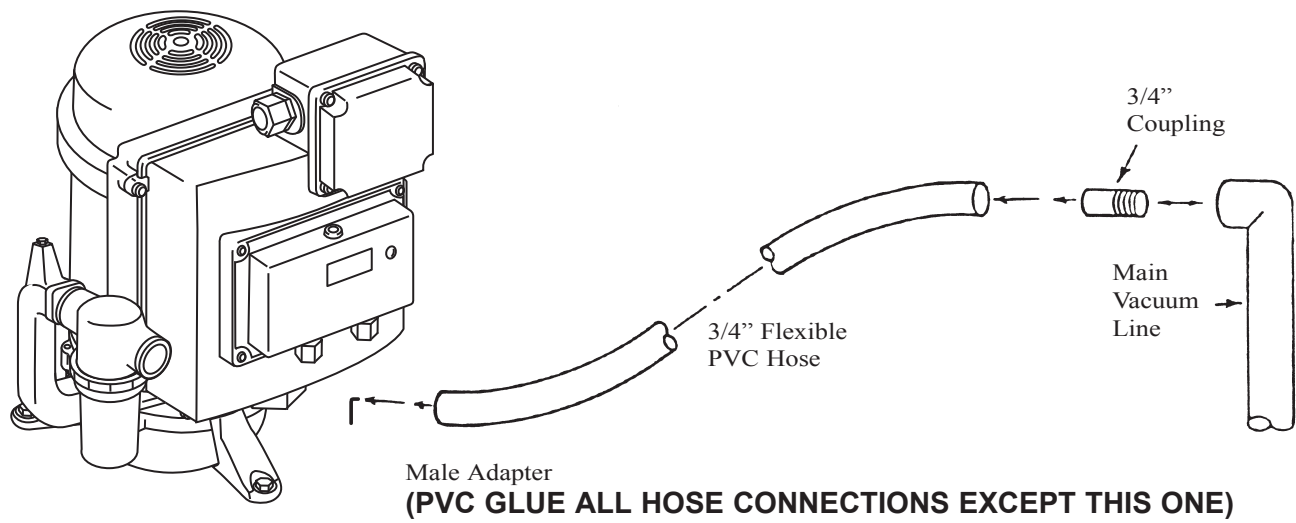 3/4”
Coupling
Main
Vacuum
Line
3/4” Flexible
PVC Hose
Male Adapter
(PVC GLUE ALL HOSE CONNECTIONS EXCEPT THIS ONE)